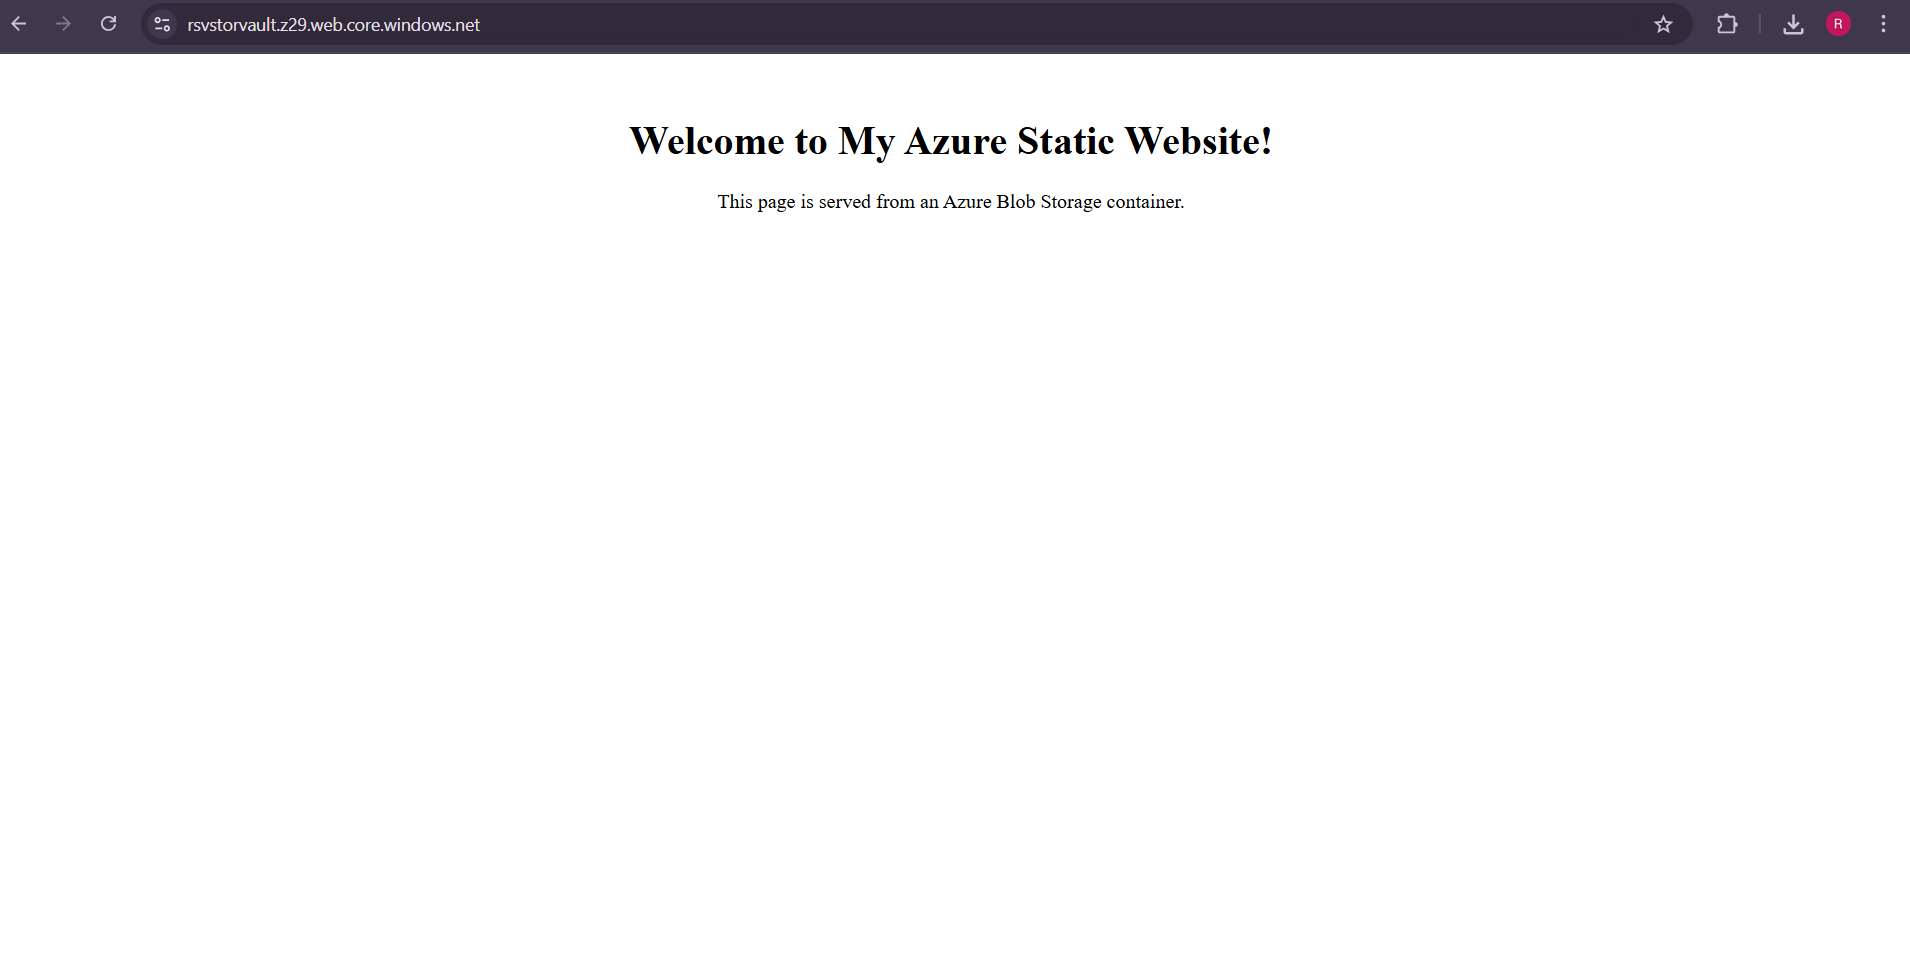 rsvstorvault.z29.web.core.windows.net
R
Welcome to My Azure Static Website!
This page is served from an Azure Blob Storage container.